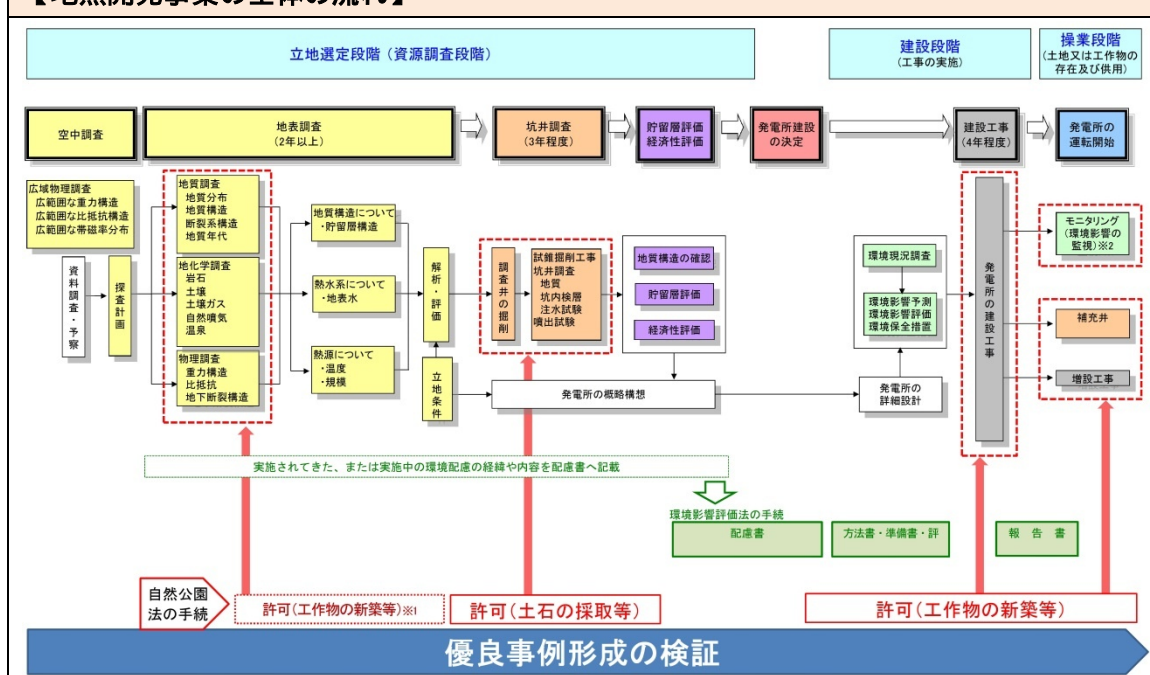 【地熱開発事業の全体の流れ】
立地選定段階（資源調査段階）
建設段階
（工事の実施）
操業段階
（土地又は工作物の
存在及び供用）
空中調査
地表調査
（2年以上）
坑井調査
（3年程度）
貯留層評価
経済性評価
発電所建設
の決定
建設工事
（4年程度）
発電所の
運転開始
広域物理調査
広範囲な重力構造
広範囲な比抵抗構造
広範囲な帯磁率分布
資料調査・予察
探査計画
地質調査
地質分布
地質構造
断裂系構造
地質年代
地化学調査
岩石
土壌
土壌ガス
自然噴気
温泉
物理調査
重力構造
比抵抗
地下断裂構造
地質構造について
・貯留層構造
熱水系について
・地表水
熱源について
・温度
・規模
解析・評価
立地条件
調査井の掘削
試錐掘削工事
坑井調査
地質
坑内検層
注水試験
噴出試験
地質構造の確認
貯留層評価
経済性評価
発電所の概略構想
環境現況調査
環境影響予測
環境影響評価
環境保全措置
発電所の
詳細設計
発電所の建設工事
モニタリング
（環境影響の
監視）※2
補充井
増設工事
実施されてきた、または実施中の環境配慮の経緯や内容を配慮書へ記載
環境影響評価法の手続
配慮書
方法書・準備書・評
報 告 書
自然公園
法の手続
許可（工作物の新築等）※1
許可（土石の採取等）
許可（工作物の新築等）
優良事例形成の検証